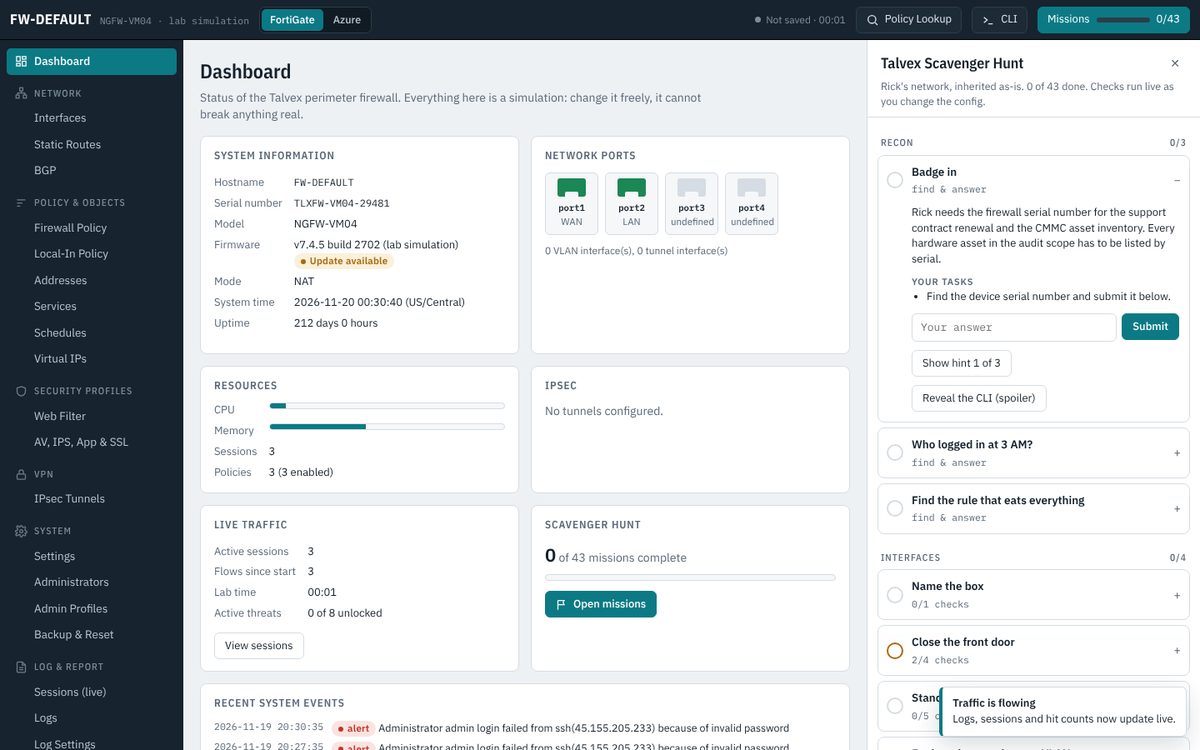 FW-DEFAULT NGFW-VM04 · lab simulation FortiGate Azure Not saved · 00:01 Policy Lookup CLI Missions 0/43
Dashboard
NETWORK
Interfaces
Static Routes
BGP
POLICY & OBJECTS
Firewall Policy
Local-In Policy
Addresses
Services
Schedules
Virtual IPs
SECURITY PROFILES
Web Filter
AV, IPS, App & SSL
VPN
IPsec Tunnels
SYSTEM
Settings
Administrators
Admin Profiles
Backup & Reset
LOG & REPORT
Sessions (live)
Logs
Log Settings
Dashboard
Status of the Talvex perimeter firewall. Everything here is a simulation: change it freely, it cannot
break anything real.
SYSTEM INFORMATION
Hostname FW-DEFAULT
Serial number TLXFW-VM04-29481
Model NGFW-VM04
Firmware v7.4.5 build 2702 (lab simulation)
Update available
Mode NAT
System time 2026-11-20 00:30:40 (US/Central)
Uptime 212 days 0 hours
NETWORK PORTS
port1 port2 port3 port4
WAN LAN undefined undefined
0 VLAN interface(s), 0 tunnel interface(s)
RESOURCES
CPU
Memory
Sessions 3
Policies 3 (3 enabled)
IPSEC
No tunnels configured.
LIVE TRAFFIC
Active sessions 3
Flows since start 3
Lab time 00:01
Active threats 0 of 8 unlocked
View sessions
SCAVENGER HUNT
0 of 43 missions complete
Open missions
RECENT SYSTEM EVENTS
2026-11-19 20:30:35 alert Administrator admin login failed from ssh(45.155.205.233) because of invalid password
2026-11-19 20:27:35 alert Administrator admin login failed from ssh(45.155.205.233) because of invalid password
Talvex Scavenger Hunt
Rick's network, inherited as-is. 0 of 43 done. Checks run live as
you change the config.
RECON 0/3
Badge in
find & answer
Rick needs the firewall serial number for the support
contract renewal and the CMMC asset inventory. Every
hardware asset in the audit scope has to be listed by
serial.
YOUR TASKS
• Find the device serial number and submit it below.
Your answer Submit
Show hint 1 of 3
Reveal the CLI (spoiler)
Who logged in at 3 AM?
find & answer
Find the rule that eats everything
find & answer
INTERFACES 0/4
Name the box
0/1 checks
Close the front door
2/4 checks
Stand
0/5
Traffic is flowing
Logs, sessions and hit counts now update live.